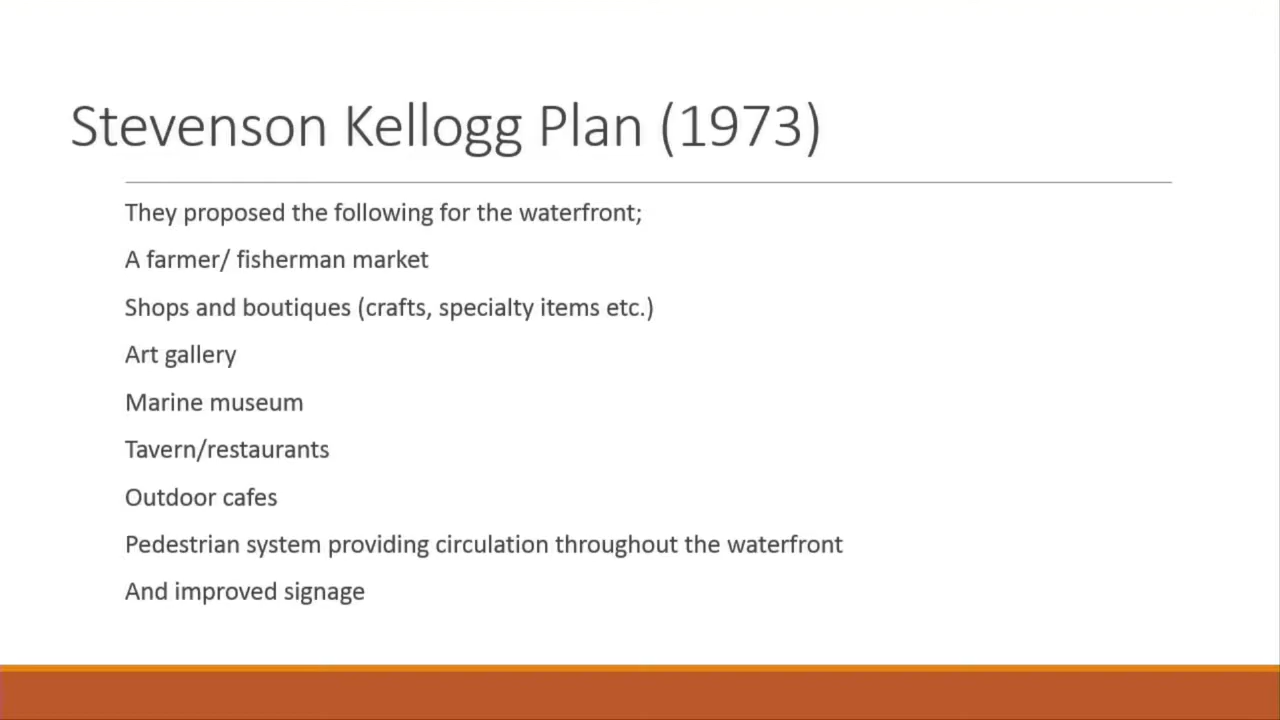 Stevenson Kellogg Plan (1973)
They proposed the following for the waterfront;
A farmer/ fisherman market
Shops and boutiques (crafts, specialty items etc.)
Art gallery
Marine museum
Tavern/restaurants
Outdoor cafes
Pedestrian system providing circulation throughout the waterfront
And improved signage